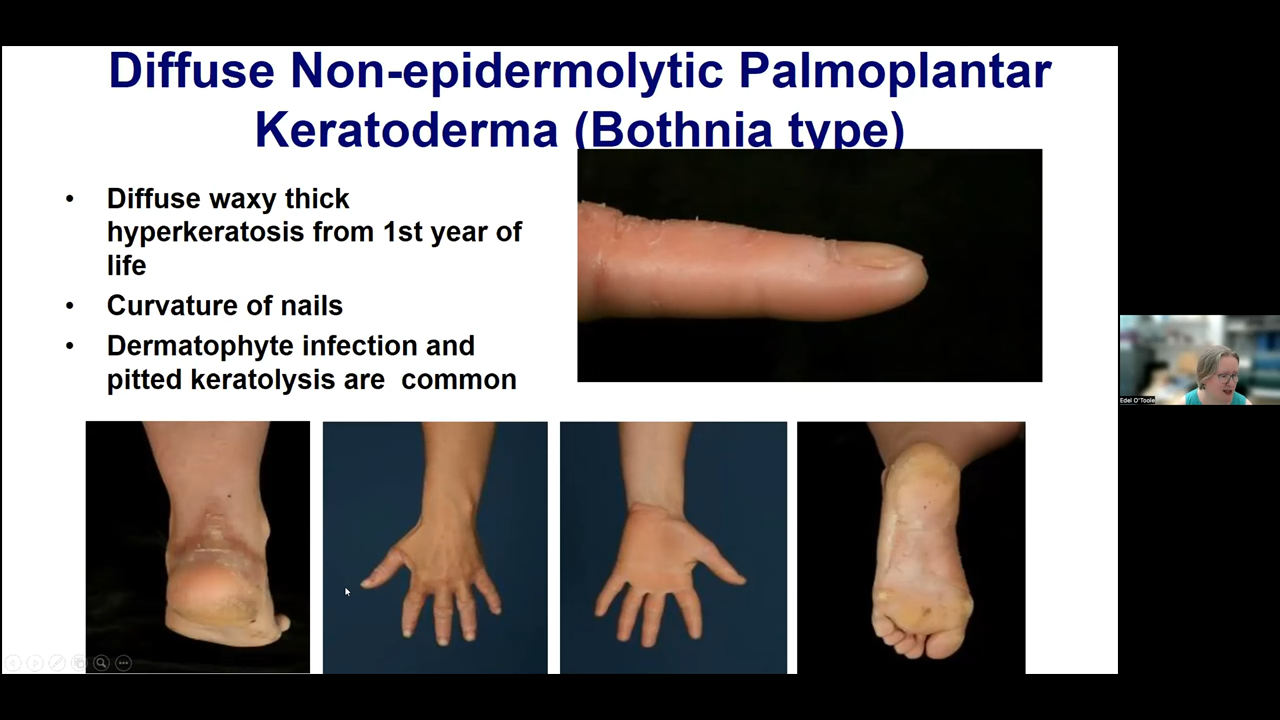 Diffuse Non-epidermolytic Palmoplantar
Keratoderma (Bothnia type)
• Diffuse waxy thick
hyperkeratosis from 1st year of
life
• Curvature of nails
• Dermatophyte infection and
pitted keratolysis are  common
Edel O'Toole